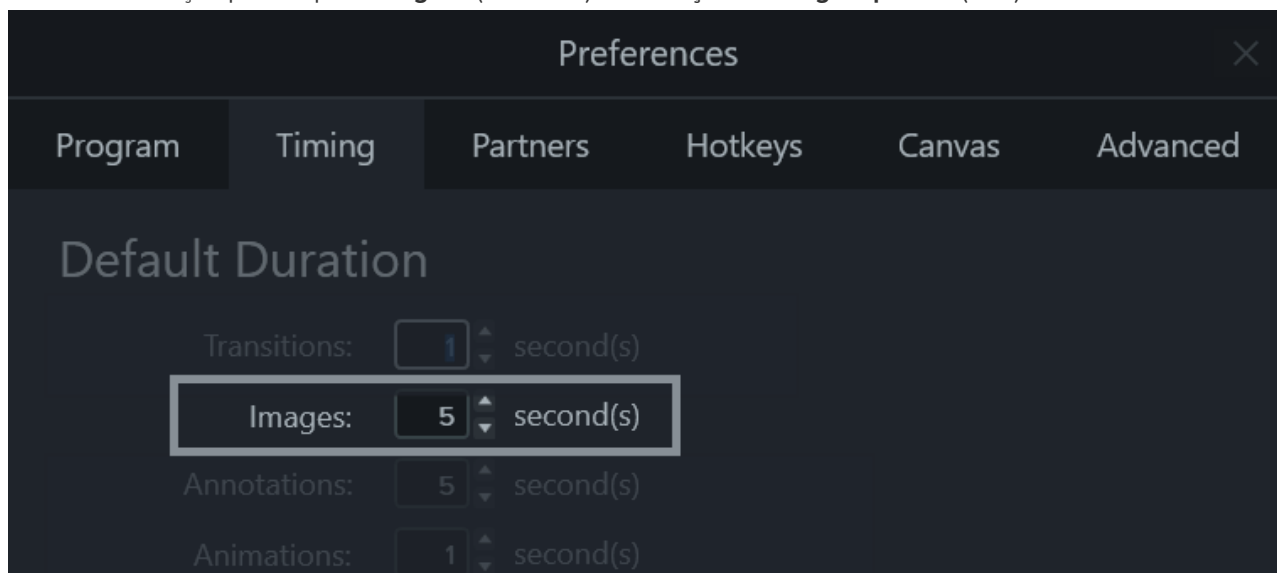 Preferences
Program Timing Partners Hotkeys Canvas Advanced
Default Duration
Transitions: 1 second(s)
Images: 5 second(s)
Annotations: 5 second(s)
Animations: 1 second(s)